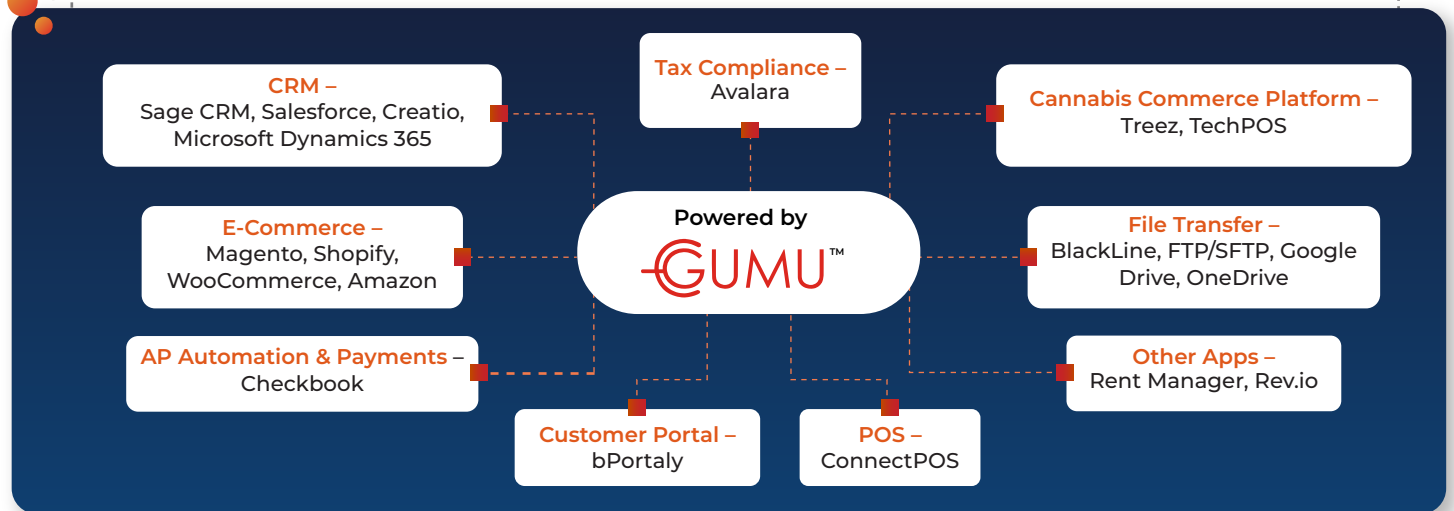 Tax Compliance –
Avalara
CRM –
Sage CRM, Salesforce, Creatio,
Microsoft Dynamics 365
Cannabis Commerce Platform –
Treez, TechPOS
Powered by
GUMU™
E-Commerce –
Magento, Shopify,
WooCommerce, Amazon
File Transfer –
BlackLine, FTP/SFTP, Google
Drive, OneDrive
AP Automation & Payments –
Checkbook
Other Apps –
Rent Manager, Rev.io
Customer Portal –
bPortaly
POS –
ConnectPOS